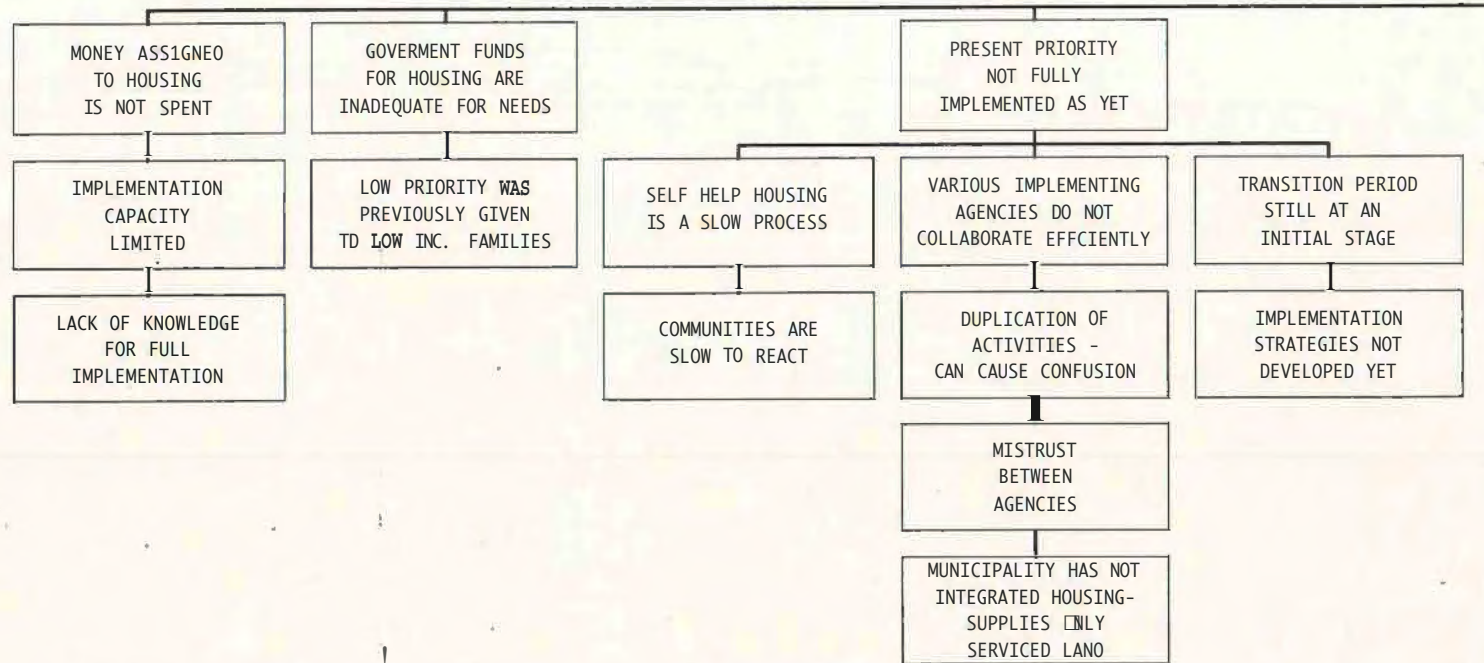 MONEY ASS1GNEO
TO HOUSING
IS NOT SPENT
GOVERMENT FUNDS
FOR HOUSING ARE
INADEQUATE FOR NEEDS
PRESENT PRIORITY
NOT FULLY
IMPLEMENTED AS YET
IMPLEMENTATION
CAPACITY
LIMITED
LOW PRIORITY WAS
PREVIOUSLY GIVEN
TD LOW INC. FAMILIES
SELF HELP HOUSING
IS A SLOW PROCESS
VARIOUS IMPLEMENTING
AGENCIES DO NOT
COLLABORATE EFFCIENTLY
TRANSITION PERIOD
STILL AT AN
INITIAL STAGE
LACK OF KNOWLEDGE
FOR FULL
IMPLEMENTATION
COMMUNITIES ARE
SLOW TO REACT
DUPLICATION OF
ACTIVITIES -
CAN CAUSE CONFUSION
IMPLEMENTATION
STRATEGIES NOT
DEVELOPED YET
MISTRUST
BETWEEN
AGENCIES
MUNICIPALITY HAS NOT
INTEGRATED HOUSING-
SUPPLIES □NLY
SERVICED LANO